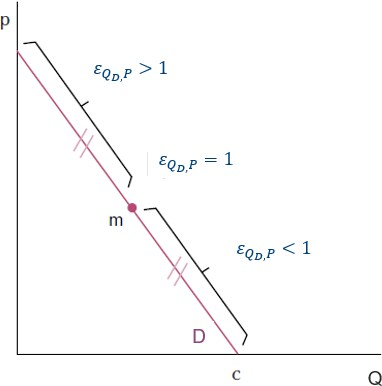 p
ε_{Q_D,P} > 1
ε_{Q_D,P} = 1
m
ε_{Q_D,P} < 1
D
c
Q